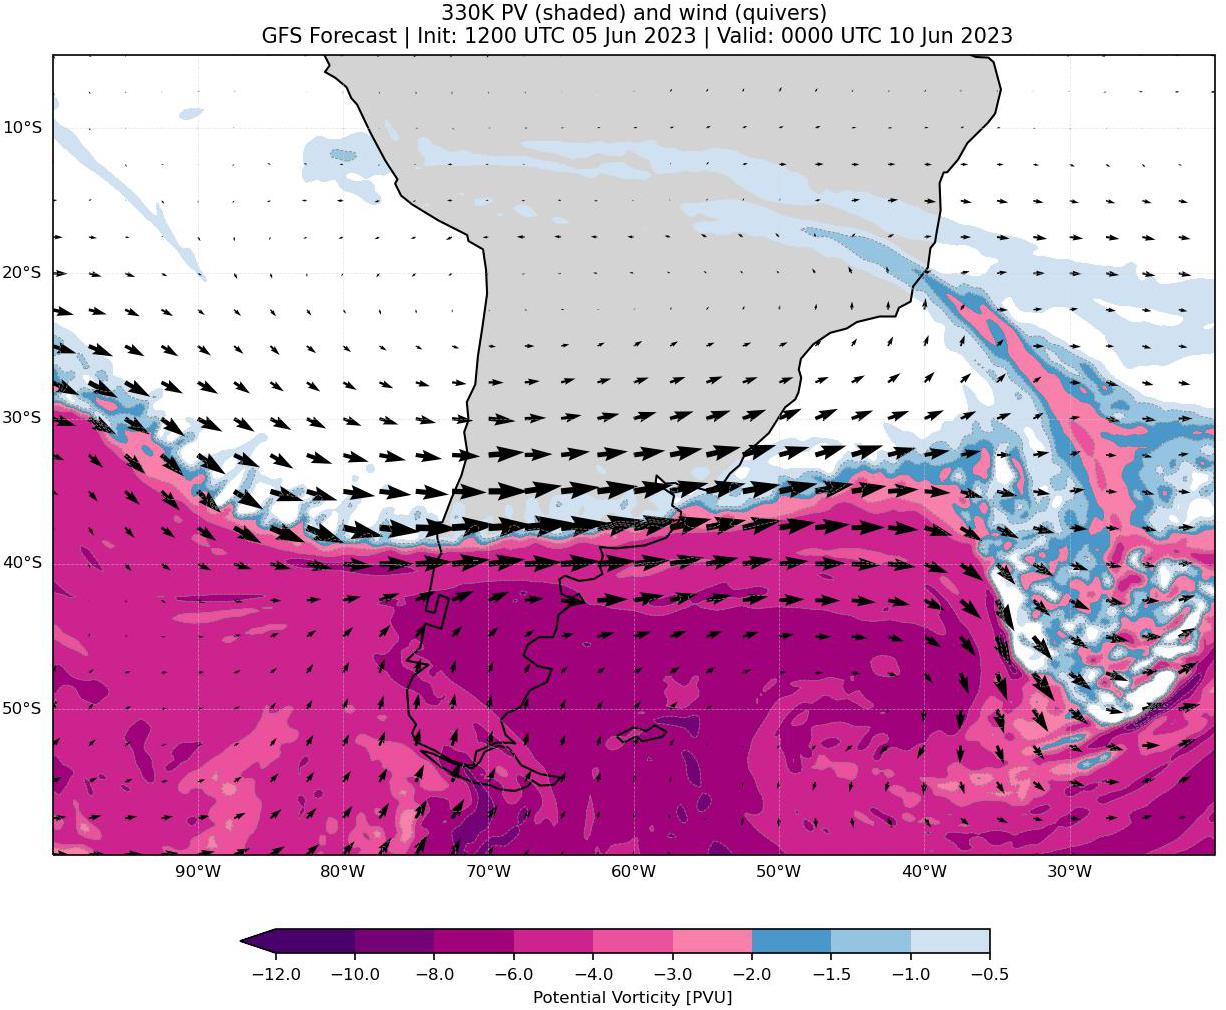 330K PV (shaded) and wind (quivers)
GFS Forecast | Init: 1200 UTC 05 Jun 2023 | Valid: 0000 UTC 10 Jun 2023
10°S
20°S
30°S
40°S
50°S
90°W 80°W 70°W 60°W 50°W 40°W 30°W
−12.0 −10.0 −8.0 −6.0 −4.0 −3.0 −2.0 −1.5 −1.0 −0.5
Potential Vorticity [PVU]